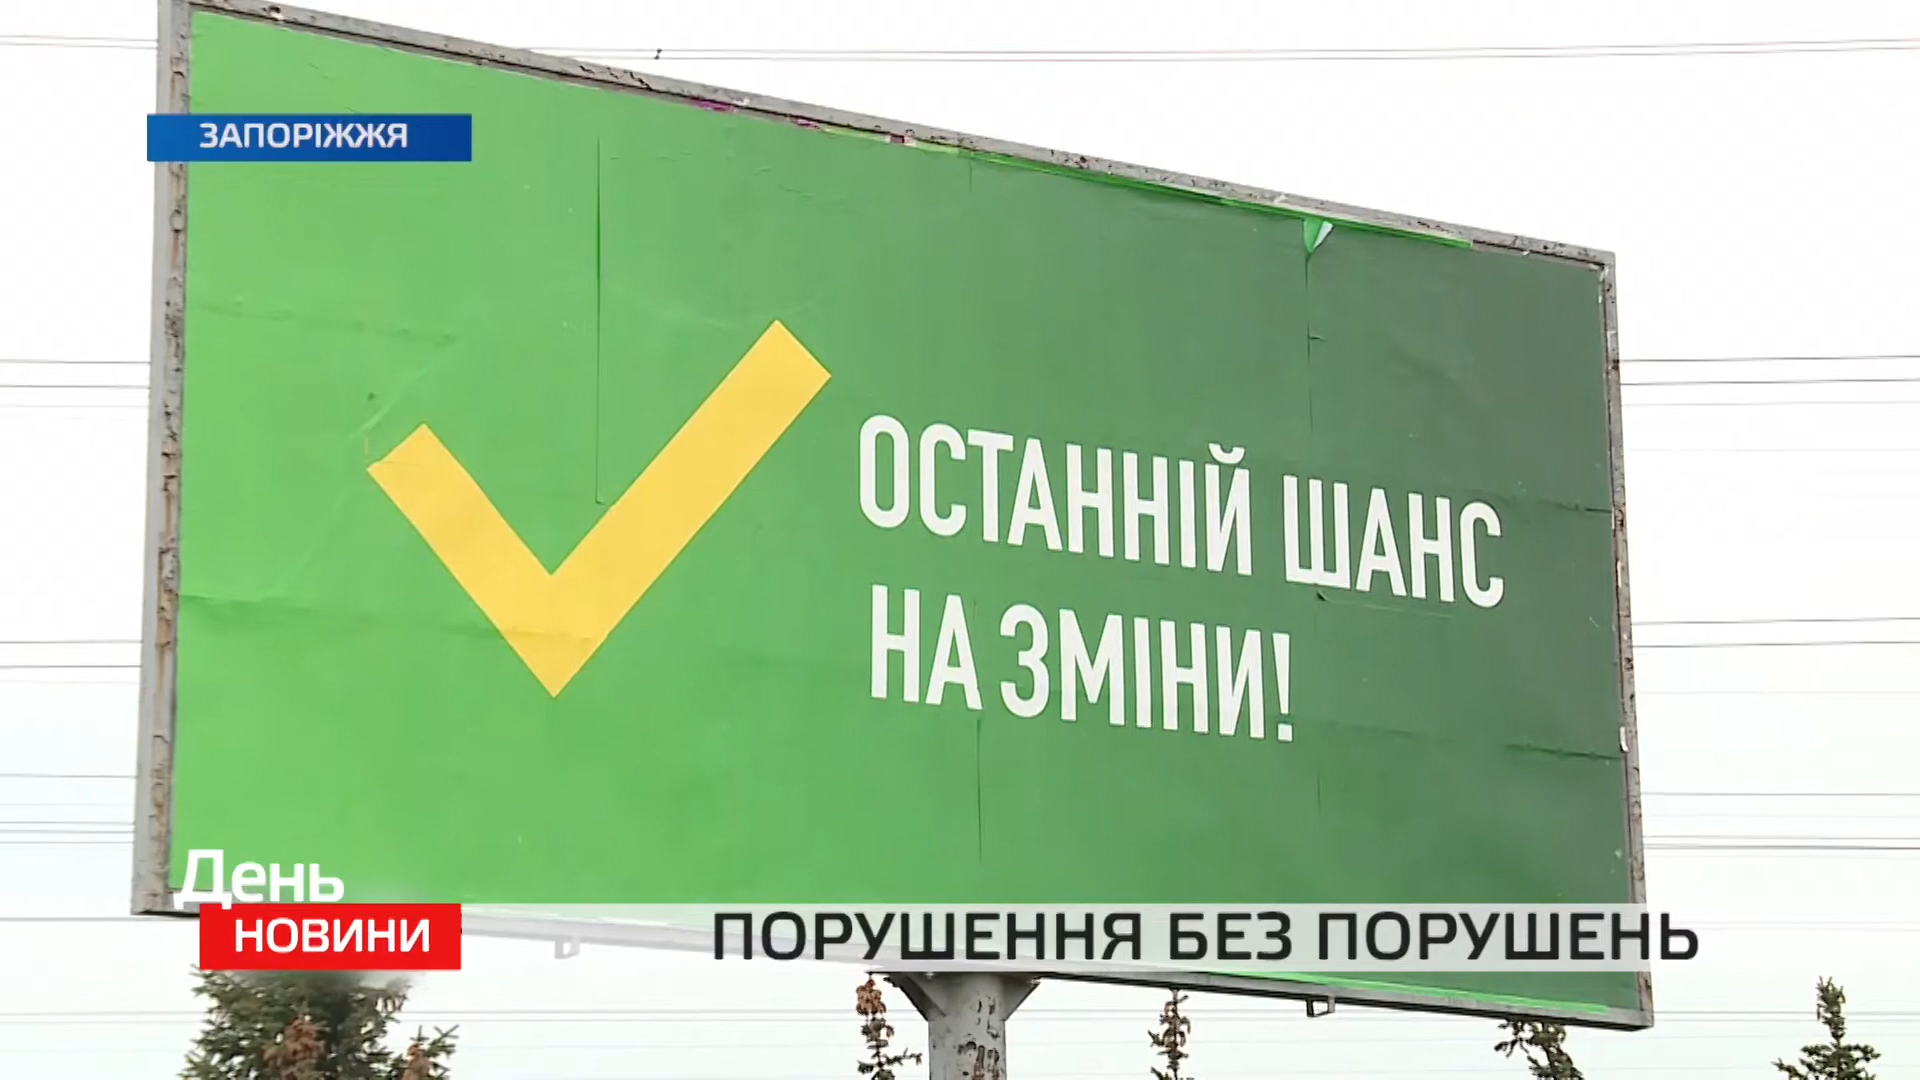 ЗАПОРІЖЖЯ
ОСТАННІЙ ШАНС
НА ЗМІНИ!
День
НОВИНИ
ПОРУШЕННЯ БЕЗ ПОРУШЕНЬ